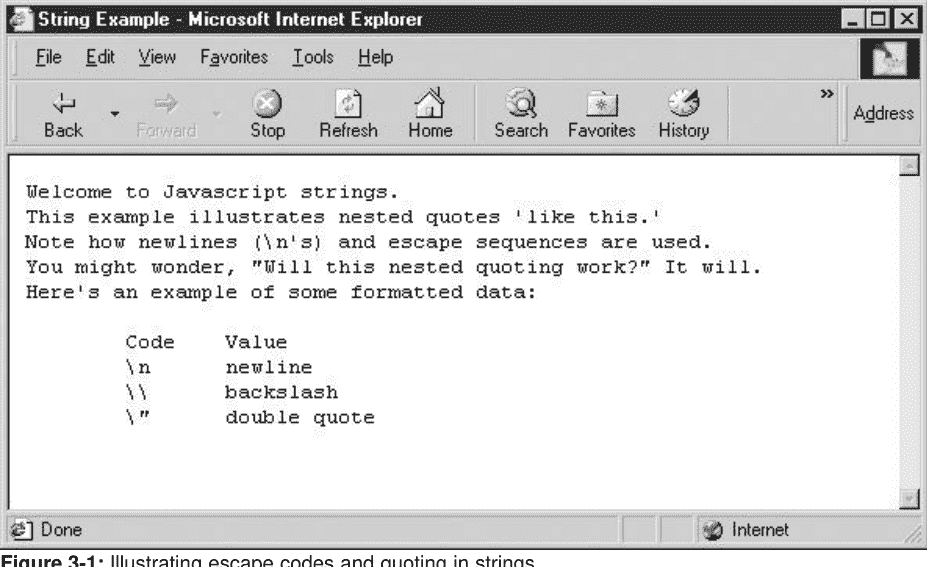 String Example - Microsoft Internet Explorer
File Edit View Favorites Tools Help
Back Forward Stop Refresh Home Search Favorites History » Address
Welcome to Javascript strings.
This example illustrates nested quotes 'like this.'
Note how newlines (\n's) and escape sequences are used.
You might wonder, "Will this nested quoting work?" It will.
Here's an example of some formatted data:
Code Value
\n newline
\\ backslash
\" double quote
Done Internet
Figure 3-1: Illustrating escape codes and quoting in strings